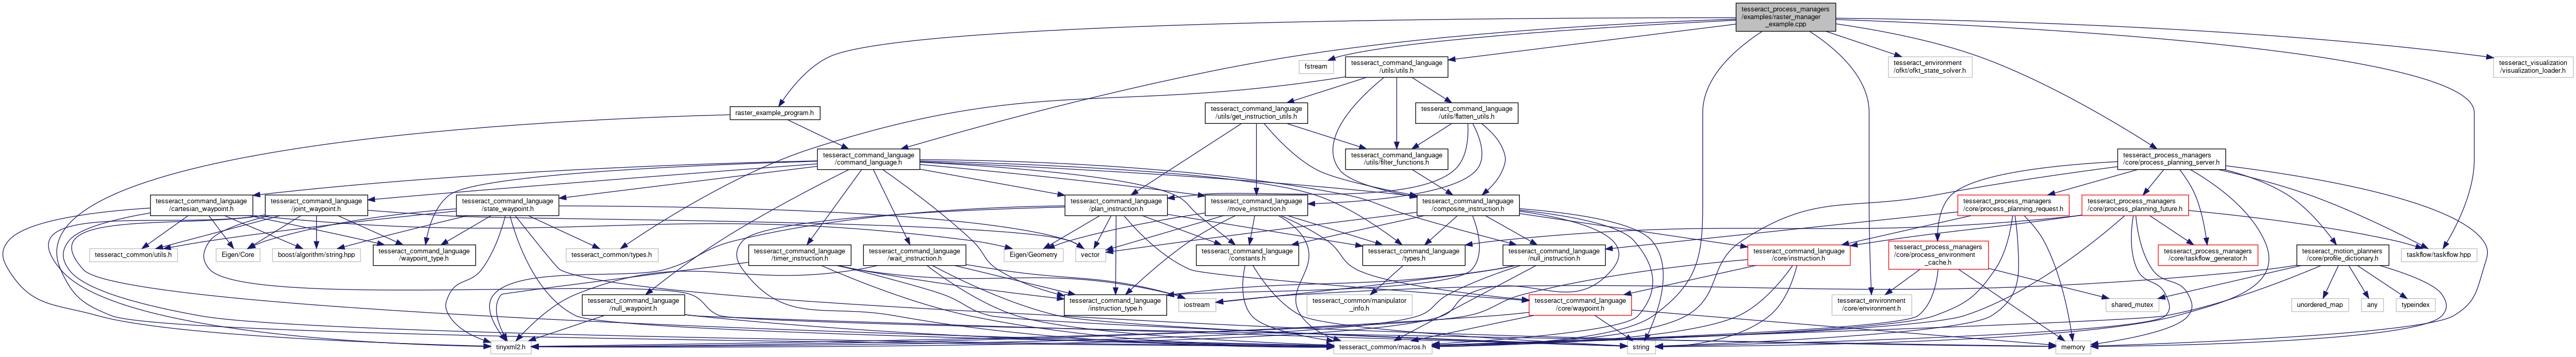 tesseract_process_managers
/examples/raster_manager
_example.cpp
fstream
tesseract_command_language
/utils/utils.h
tesseract_environment
/ofkt/ofkt_state_solver.h
tesseract_visualization
/visualization_loader.h
raster_example_program.h
tesseract_command_language
/utils/get_instruction_utils.h
tesseract_command_language
/utils/flatten_utils.h
tesseract_command_language
/command_language.h
tesseract_command_language
/utils/filter_functions.h
tesseract_process_managers
/core/process_planning_server.h
tesseract_command_language
/cartesian_waypoint.h
tesseract_command_language
/joint_waypoint.h
tesseract_command_language
/state_waypoint.h
tesseract_command_language
/plan_instruction.h
tesseract_command_language
/move_instruction.h
tesseract_command_language
/composite_instruction.h
tesseract_process_managers
/core/process_planning_request.h
tesseract_process_managers
/core/process_planning_future.h
tesseract_common/utils.h
Eigen/Core
boost/algorithm/string.hpp
tesseract_command_language
/waypoint_type.h
tesseract_common/types.h
tesseract_command_language
/timer_instruction.h
tesseract_command_language
/wait_instruction.h
Eigen/Geometry
vector
tesseract_command_language
/constants.h
tesseract_command_language
/types.h
tesseract_command_language
/null_instruction.h
tesseract_command_language
/core/instruction.h
tesseract_process_managers
/core/process_environment
_cache.h
tesseract_process_managers
/core/taskflow_generator.h
tesseract_motion_planners
/core/profile_dictionary.h
taskflow/taskflow.hpp
tesseract_command_language
/null_waypoint.h
tesseract_command_language
/instruction_type.h
iostream
tesseract_common/manipulator
_info.h
tesseract_command_language
/core/waypoint.h
tesseract_environment
/core/environment.h
shared_mutex
unordered_map
any
typeindex
tinyxml2.h
tesseract_common/macros.h
string
memory